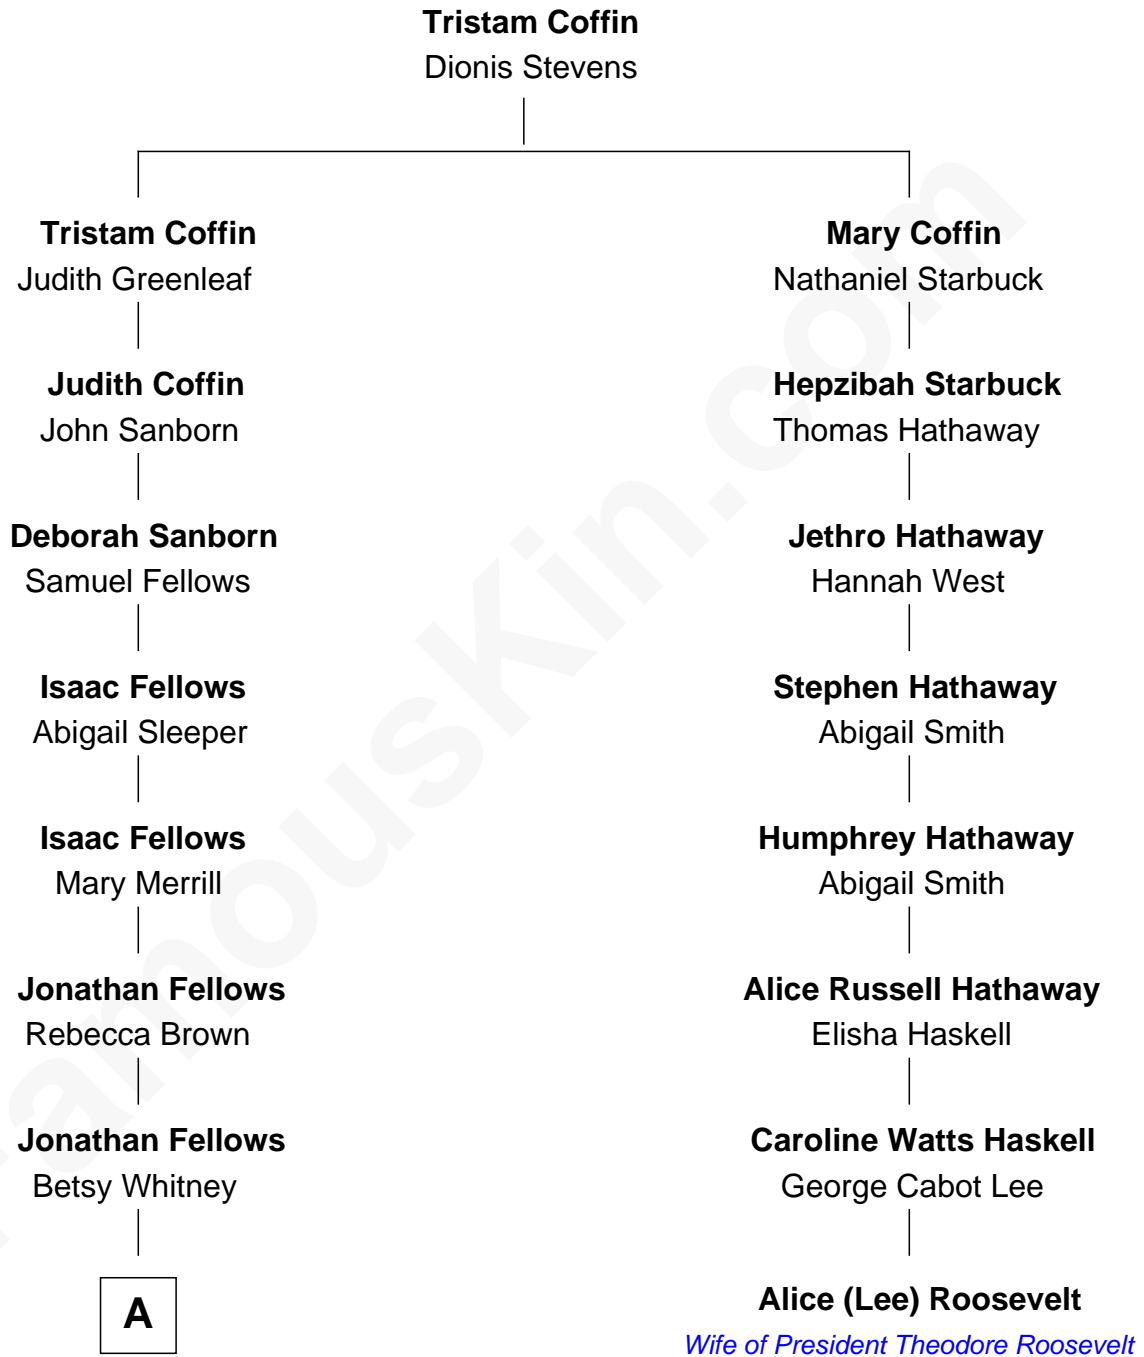 Tristam Coffin
Dionis Stevens
Tristam Coffin
Judith Greenleaf
Mary Coffin
Nathaniel Starbuck
Judith Coffin
John Sanborn
Hepzibah Starbuck
Thomas Hathaway
Deborah Sanborn
Samuel Fellows
Jethro Hathaway
Hannah West
Isaac Fellows
Abigail Sleeper
Stephen Hathaway
Abigail Smith
Isaac Fellows
Mary Merrill
Humphrey Hathaway
Abigail Smith
Jonathan Fellows
Rebecca Brown
Alice Russell Hathaway
Elisha Haskell
Jonathan Fellows
Betsy Whitney
Caroline Watts Haskell
George Cabot Lee
A
Alice (Lee) Roosevelt
Wife of President Theodore Roosevelt
FamousKin.com